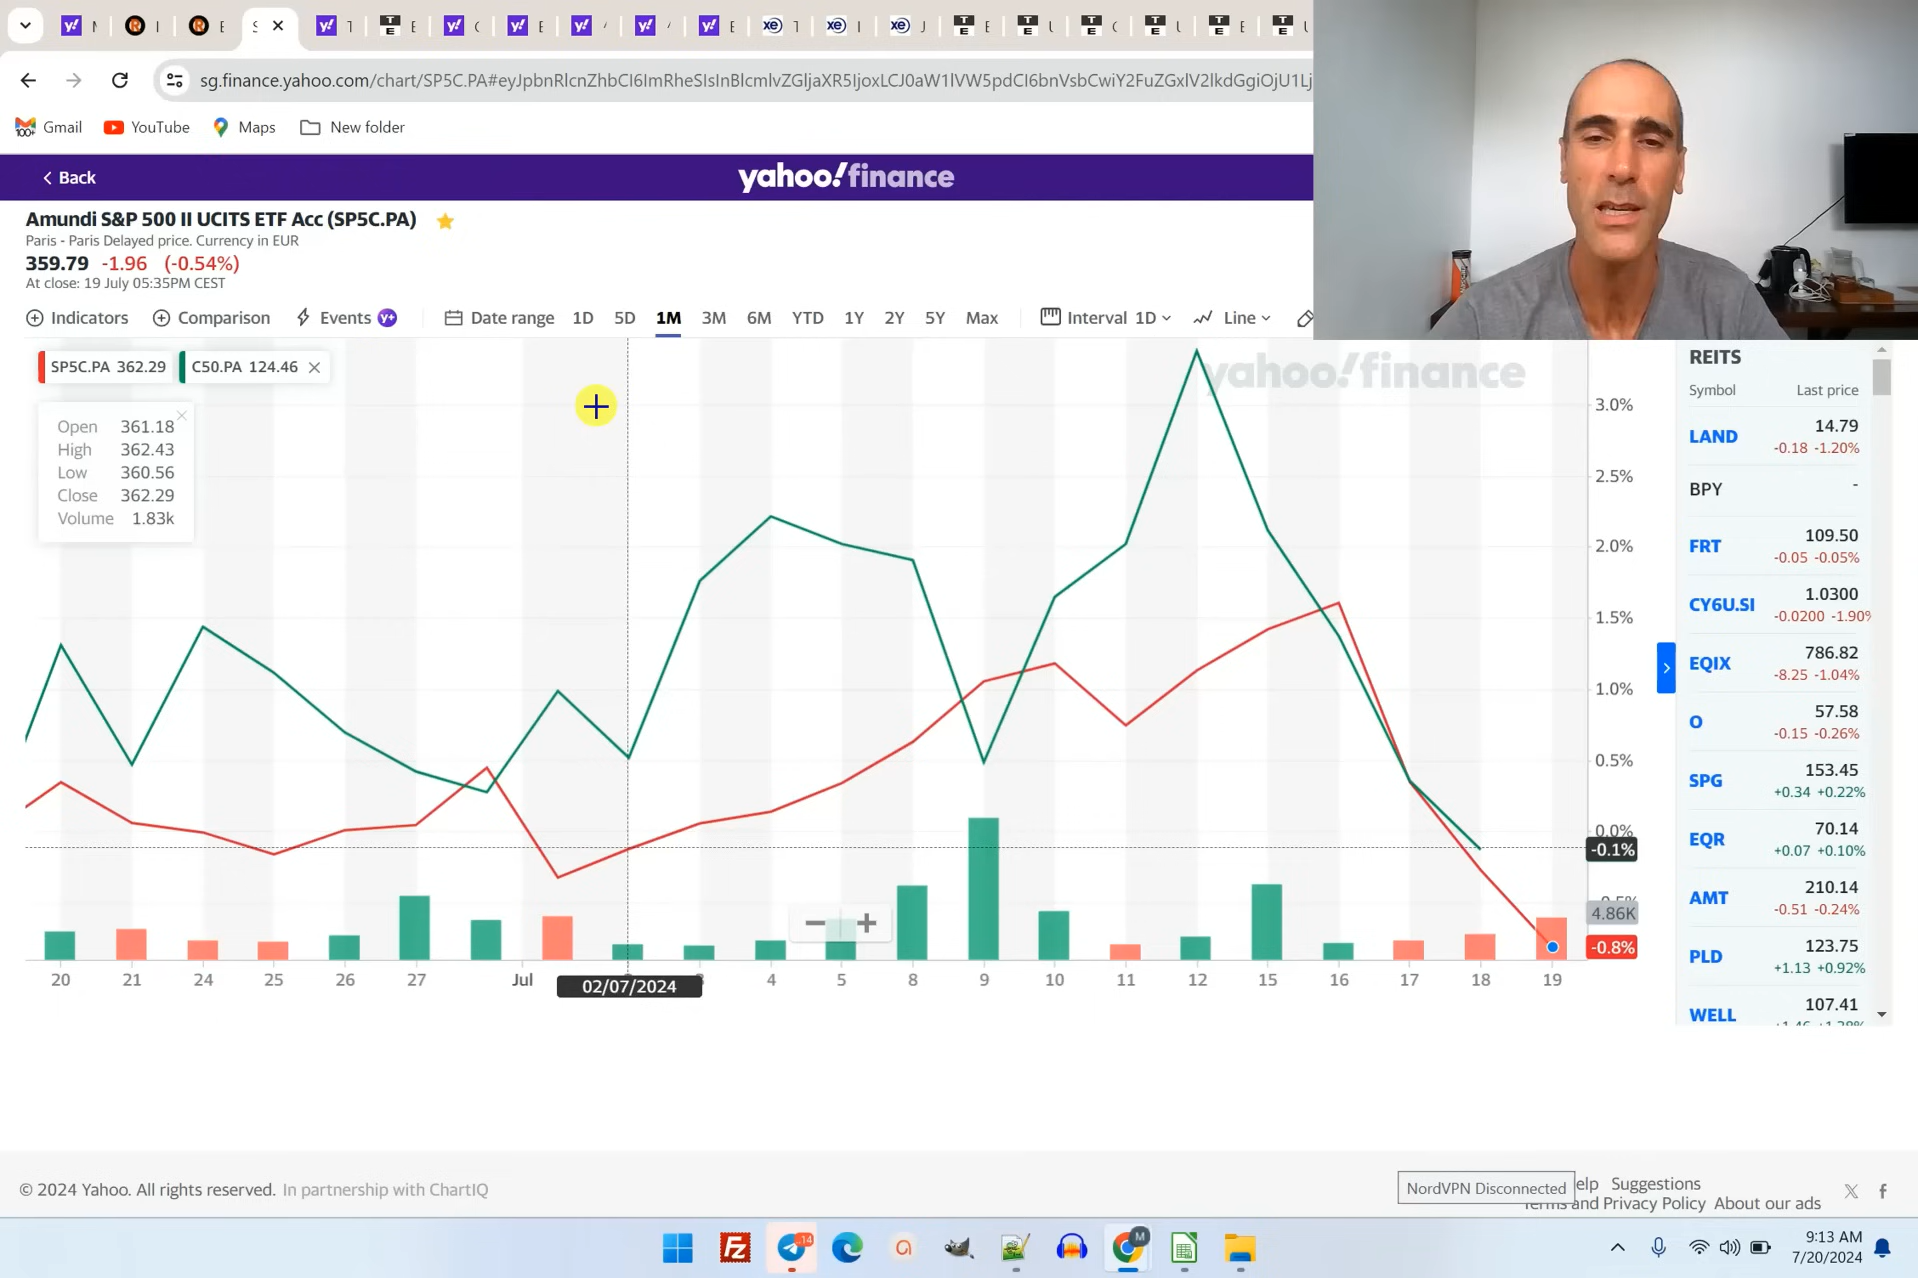 sg.finance.yahoo.com/chart/SP5C.PA#eyJpbnRlcnZhbCI6ImRheSIsInBlcmlvZGljaXR5IjoxLCJ0aW1lVW5pdCI6bnVsbCwiY2FuZGxlV2lkdGgiOjU1Lj
Gmail YouTube Maps New folder
Back
yahoo!finance
Amundi S&P 500 II UCITS ETF Acc (SP5C.PA)
Paris - Paris Delayed price. Currency in EUR
359.79 -1.96 (-0.54%)
At close: 19 July 05:35PM CEST
Indicators Comparison Events Y+ Date range 1D 5D 1M 3M 6M YTD 1Y 2Y 5Y Max Interval 1D Line
SP5C.PA 362.29 C50.PA 124.46
yahoo!finance
Open 361.18
High 362.43
Low 360.56
Close 362.29
Volume 1.83k
3.0%
2.5%
2.0%
1.5%
1.0%
0.5%
0.0%
-0.1%
4.86K
-0.8%
20 21 24 25 26 27 Jul 02/07/2024 4 5 8 9 10 11 12 15 16 17 18 19
REITS
Symbol Last price
LAND 14.79
-0.18 -1.20%
BPY -
FRT 109.50
-0.05 -0.05%
CY6U.SI 1.0300
-0.0200 -1.90%
EQIX 786.82
-8.25 -1.04%
O 57.58
-0.15 -0.26%
SPG 153.45
+0.34 +0.22%
EQR 70.14
+0.07 +0.10%
AMT 210.14
-0.51 -0.24%
PLD 123.75
+1.13 +0.92%
WELL 107.41
© 2024 Yahoo. All rights reserved. In partnership with ChartIQ
NordVPN Disconnected
elp Suggestions
Terms and Privacy Policy About our ads
14
M
9:13 AM
7/20/2024